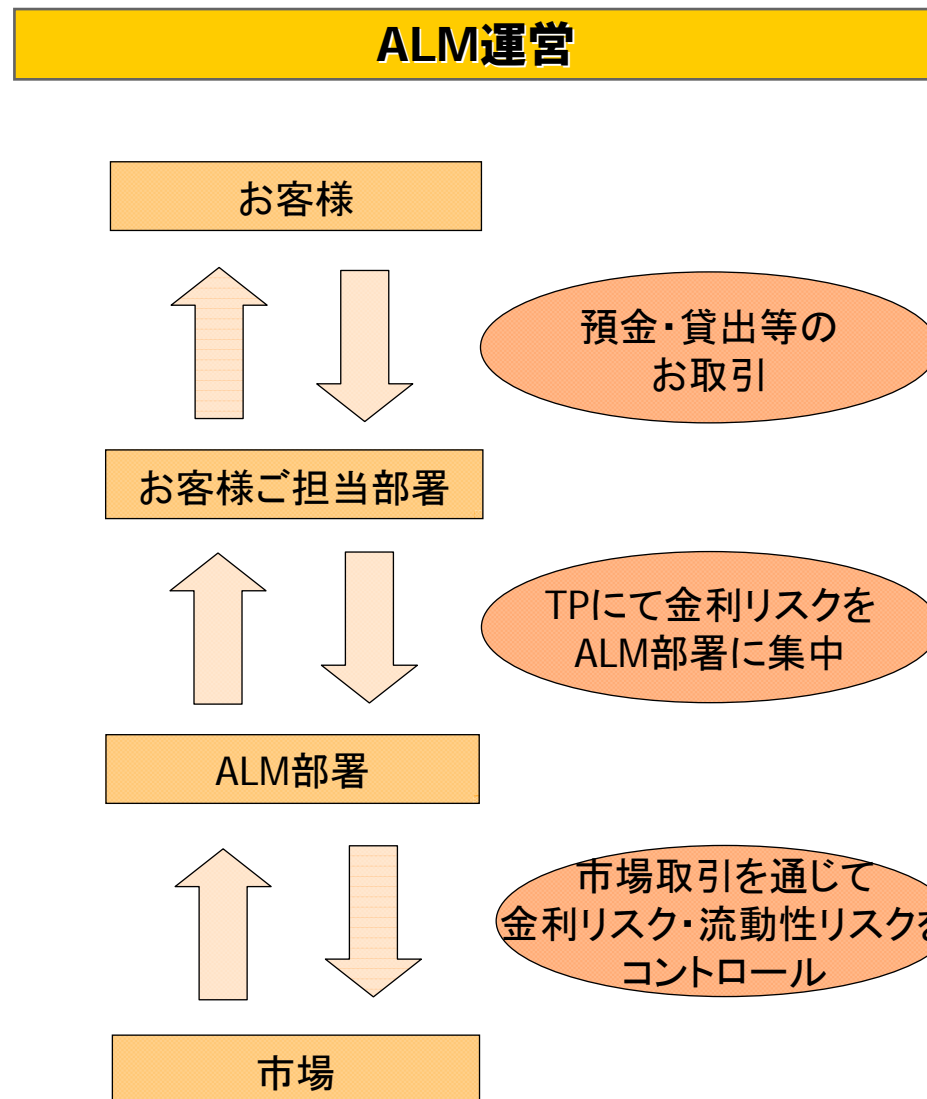 ALM運営
お客様
預金・貸出等の
お取引
お客様ご担当部署
TPにて金利リスクを
ALM部署に集中
ALM部署
市場取引を通じて
金利リスク・流動性リスクを
コントロール
市場